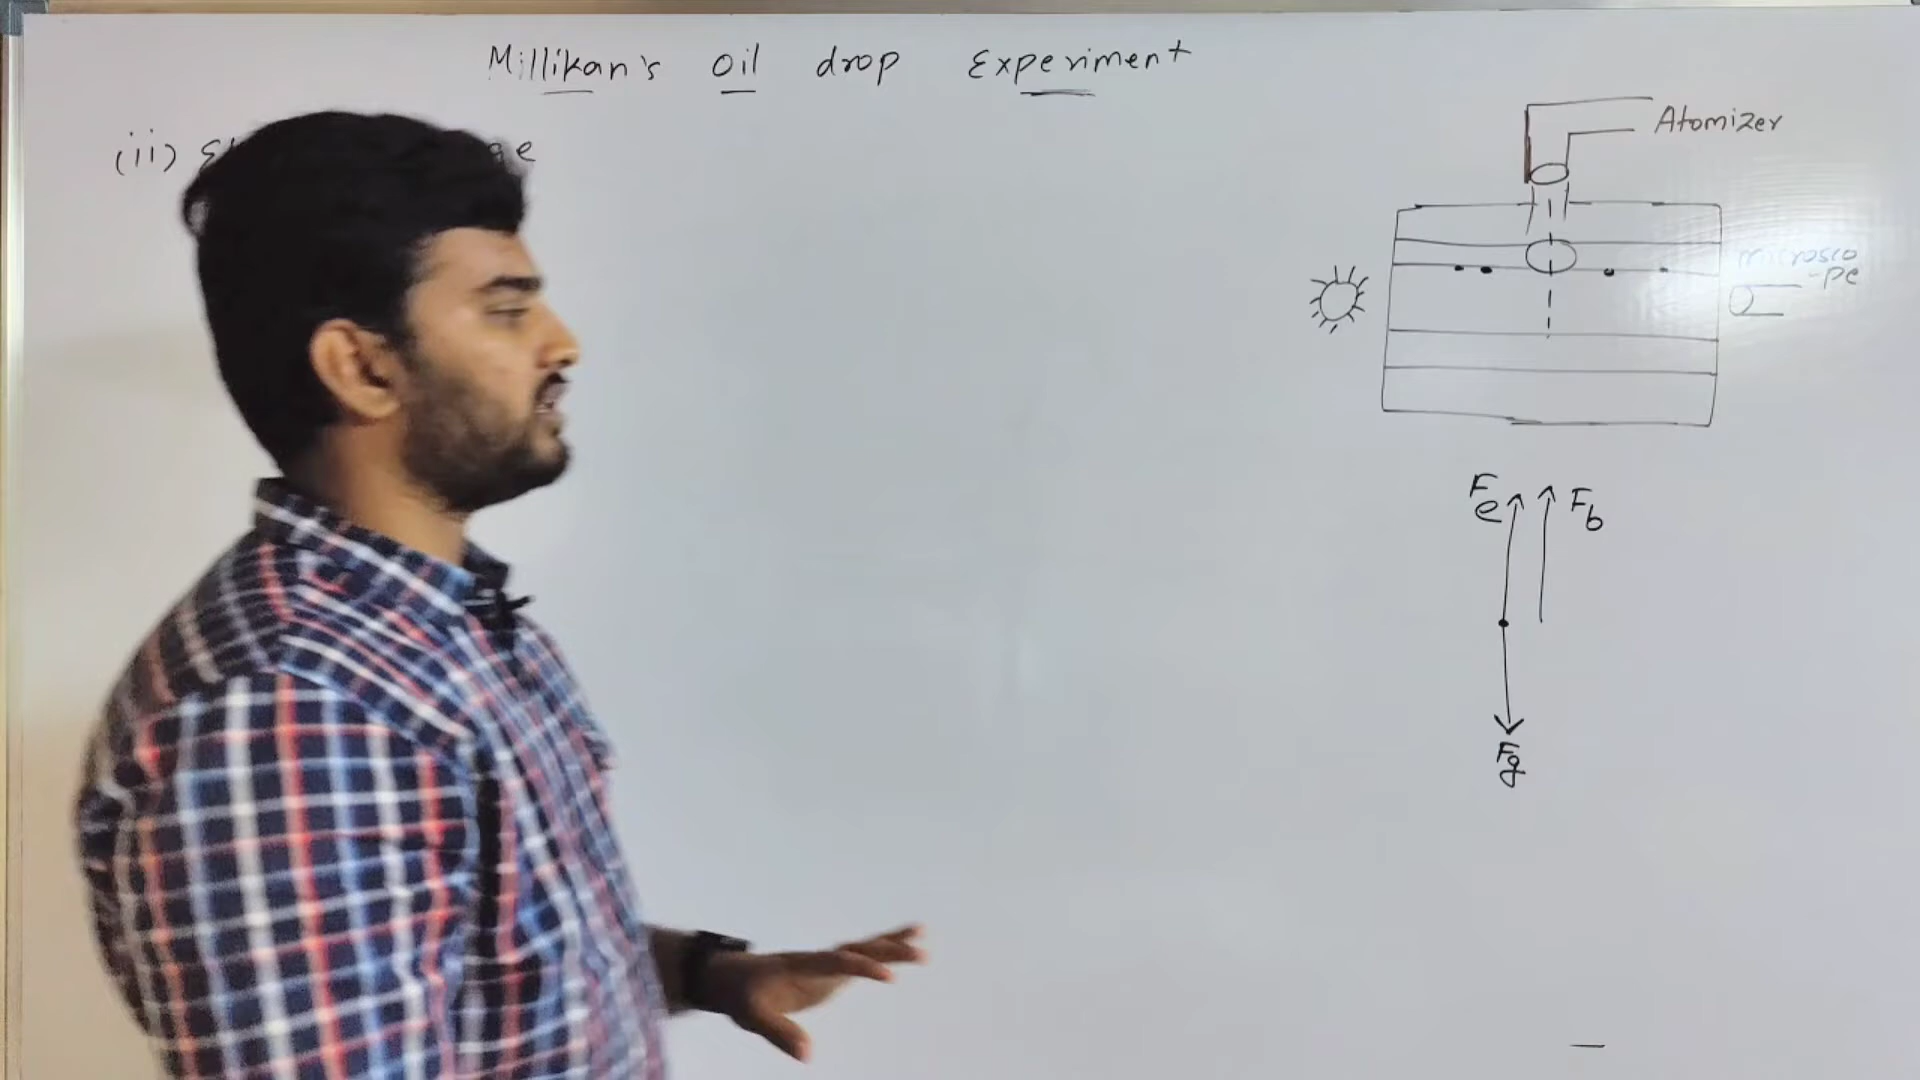 Millikan's Oil drop Experiment
(ii)
Atomizer
microsco
-pe
Fe Fb
Fg